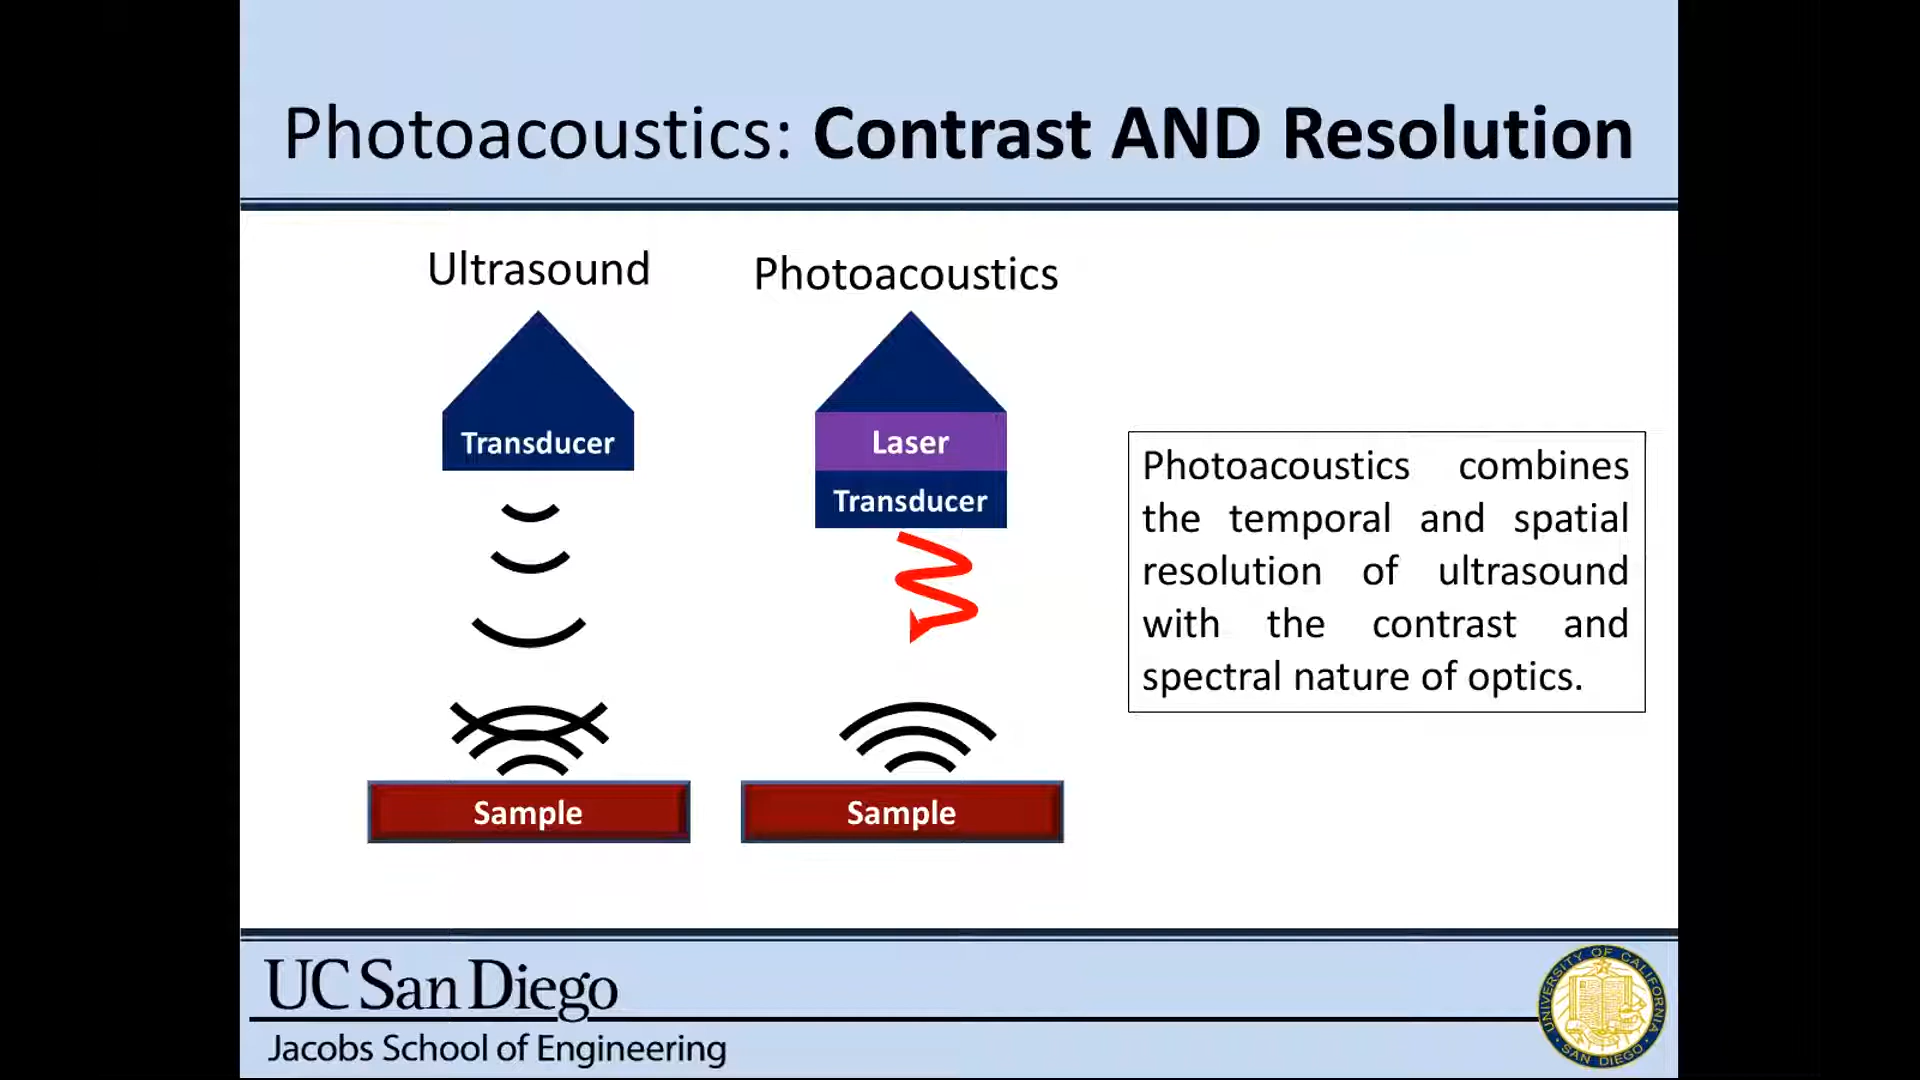 Photoacoustics: Contrast AND Resolution
Ultrasound
Photoacoustics
Transducer
Laser
Transducer
Photoacoustics combines
the temporal and spatial
resolution of ultrasound
with the contrast and
spectral nature of optics.
Sample
Sample
UC San Diego
Jacobs School of Engineering
UNIVERSITY OF CALIFORNIA
SAN DIEGO